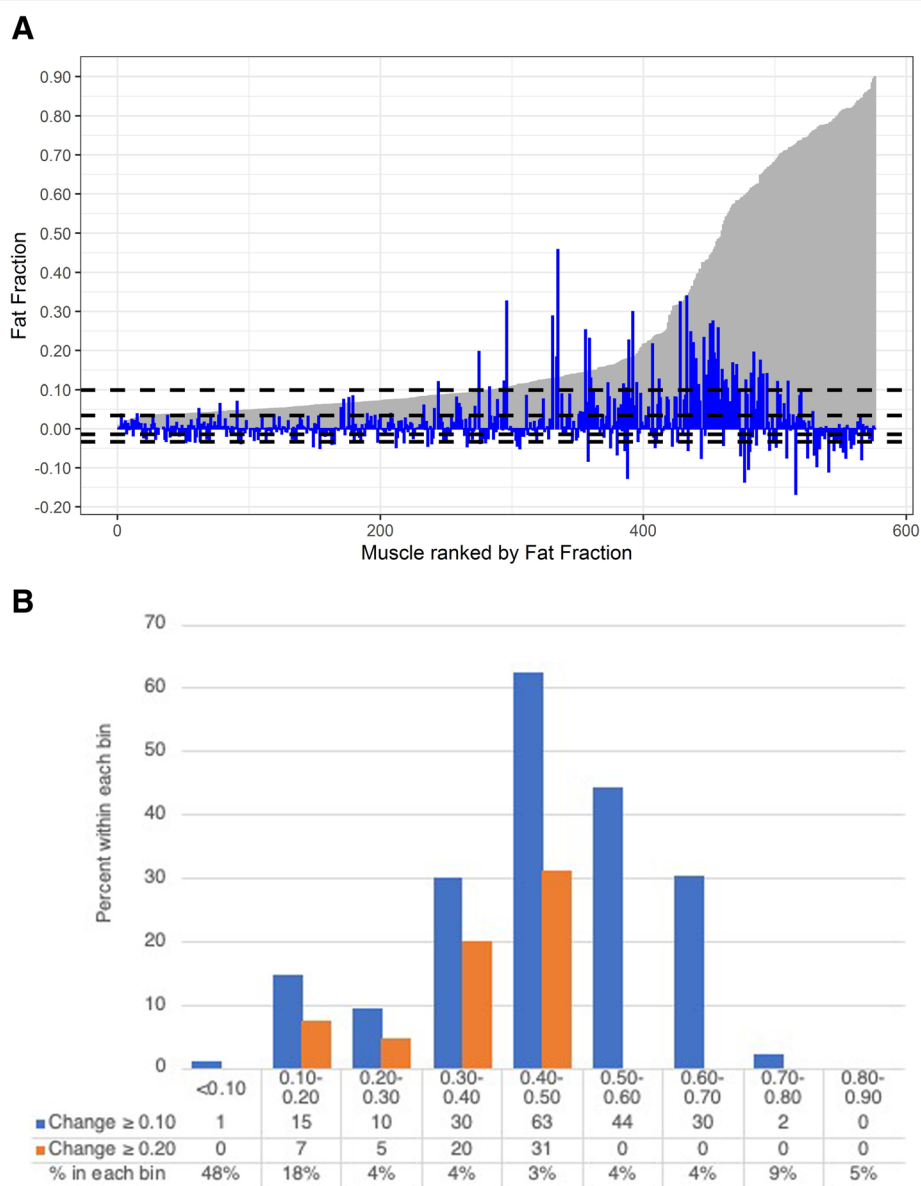 A
0.90
0.80
0.70
0.60
0.50
0.40
0.30
0.20
0.10
0.00
-0.10
-0.20
Fat Fraction
0 200 400 600
Muscle ranked by Fat Fraction
B
70
60
50
40
30
20
10
0
Percent within each bin
<0.10 0.10-0.20 0.20-0.30 0.30-0.40 0.40-0.50 0.50-0.60 0.60-0.70 0.70-0.80 0.80-0.90
Change ≥ 0.10 1 15 10 30 63 44 30 2 0
Change ≥ 0.20 0 7 5 20 31 0 0 0 0
% in each bin 48% 18% 4% 4% 3% 4% 4% 9% 5%